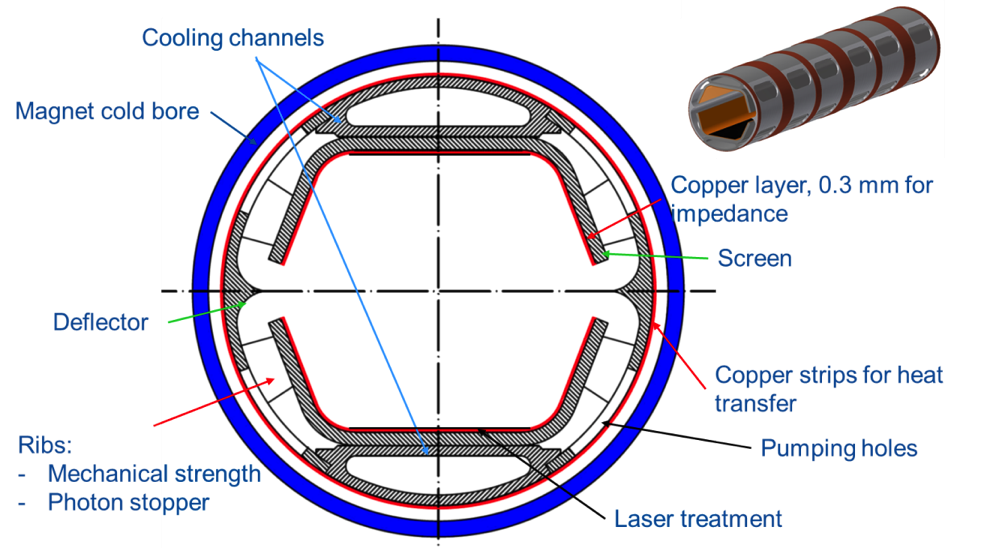 Cooling channels
Magnet cold bore
Copper layer, 0.3 mm for
impedance
Screen
Deflector
Copper strips for heat
transfer
Ribs:
- Mechanical strength
- Photon stopper
Pumping holes
Laser treatment